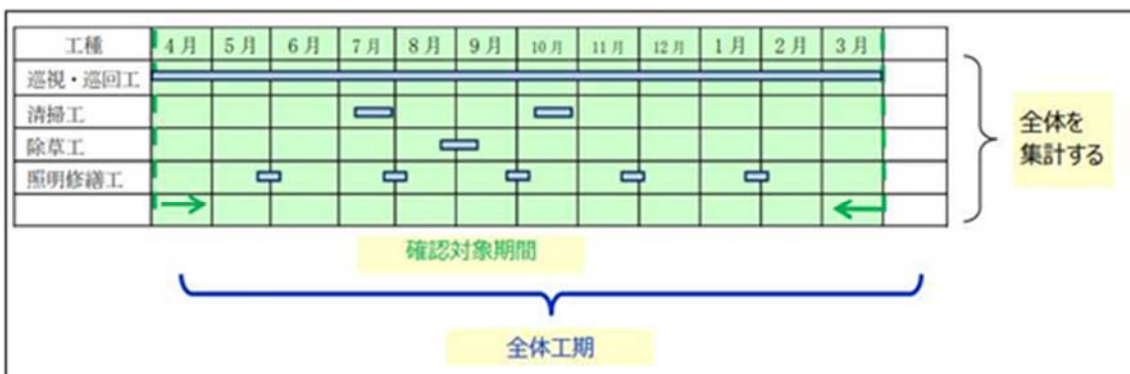 工種 4月 5月 6月 7月 8月 9月 10月 11月 12月 1月 2月 3月
巡視・巡回工
清掃工
除草工
照明修繕工
全体を
集計する
確認対象期間
全体工期